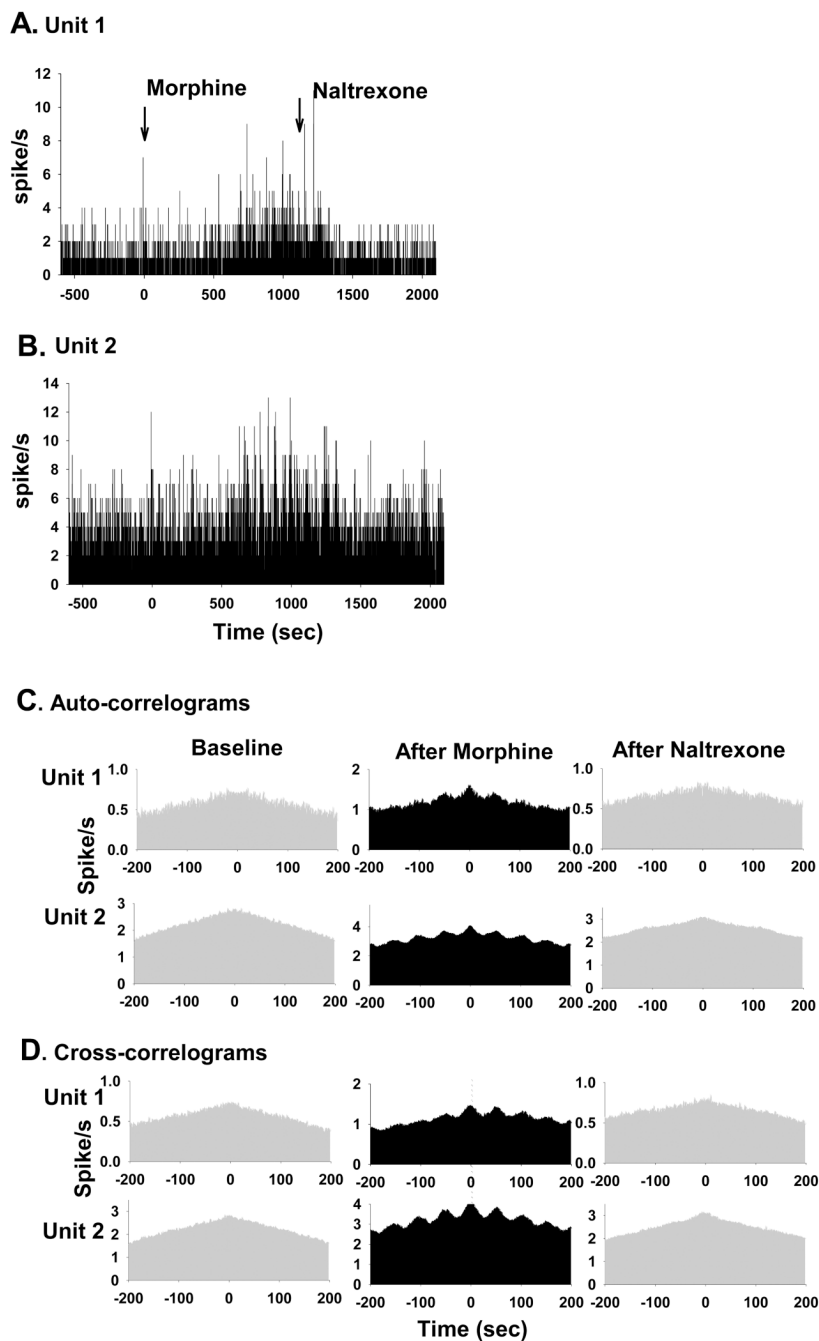 A. Unit 1
Morphine
Naltrexone
spike/s
12
10
8
6
4
2
0
-500 0 500 1000 1500 2000
B. Unit 2
spike/s
14
12
10
8
6
4
2
0
-500 0 500 1000 1500 2000
Time (sec)
C. Auto-correlograms
Baseline After Morphine After Naltrexone
Unit 1
Spike/s
1.0
0.5
0.0
2
1
0
1.0
0.5
0.0
-200 -100 0 100 200 -200 -100 0 100 200 -200 -100 0 100 200
Unit 2
3
2
1
0
4
2
0
3
2
1
0
-200 -100 0 100 200 -200 -100 0 100 200 -200 -100 0 100 200
D. Cross-correlograms
Unit 1
Spike/s
1.0
0.5
0.0
2
1
0
1.0
0.5
0.0
-200 -100 0 100 200 -200 -100 0 100 200 -200 -100 0 100 200
Unit 2
3
2
1
0
4
3
2
1
0
3
2
1
0
-200 -100 0 100 200 -200 -100 0 100 200 -200 -100 0 100 200
Time (sec)